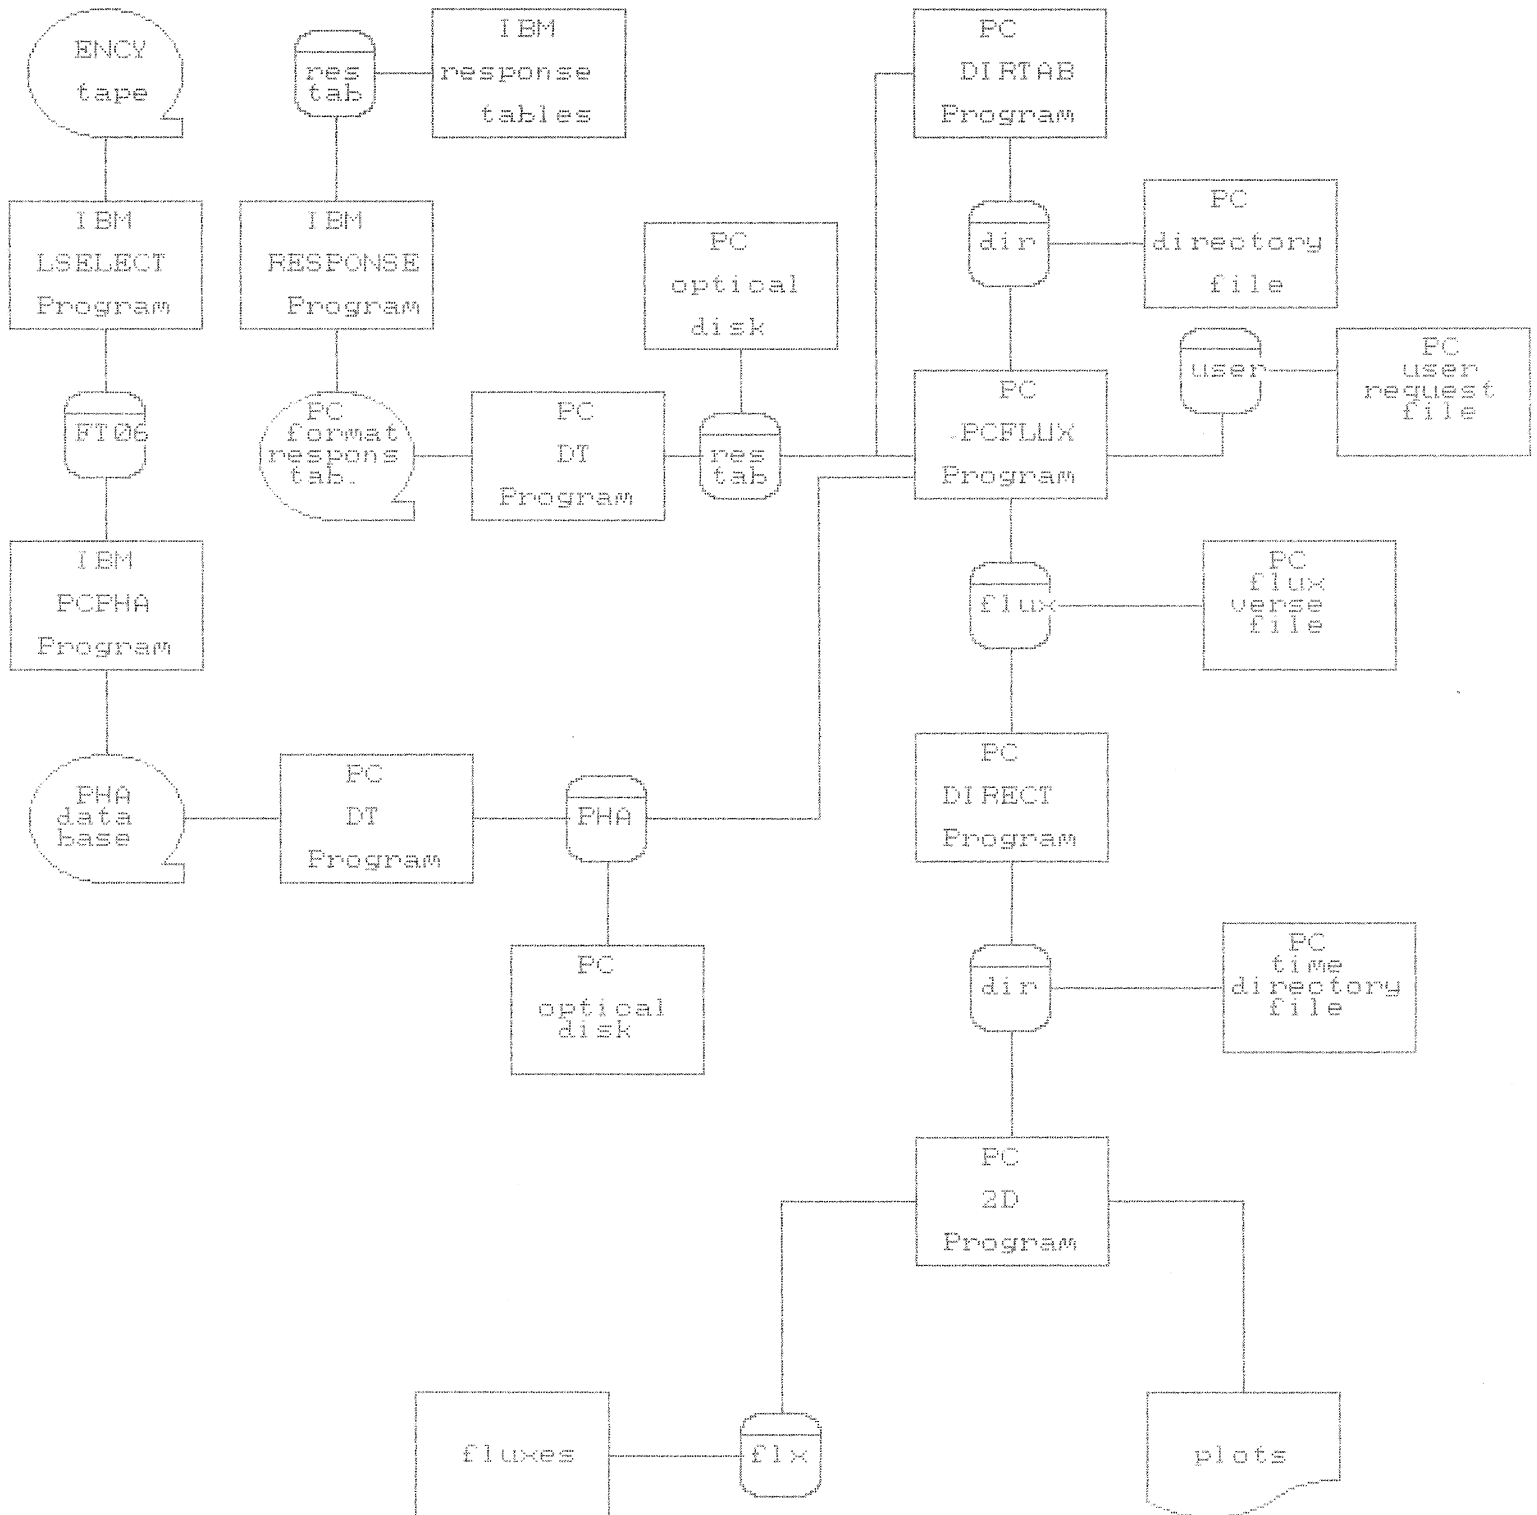 ENCY
tape
res
tab
IBM
response
tables
PC
DIRTAB
Program
IBM
LSELECT
Program
IBM
RESPONSE
Program
PC
optical
disk
dir
PC
directory
file
user
PC
user
request
file
FT06
PC
format
respons
tab.
PC
DT
Program
res
tab
PC
PCFLUX
Program
IBM
PCPHA
Program
flux
PC
flux
verse
file
PHA
data
base
PC
DT
Program
PHA
PC
DIRECT
Program
PC
optical
disk
dir
PC
time
directory
file
PC
2D
Program
fluxes
flx
plots